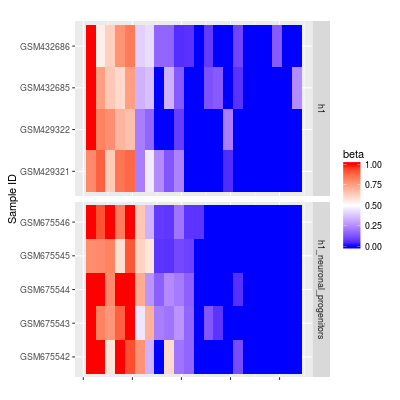 GSM432686
GSM432685
GSM429322
GSM429321
h1
GSM675546
GSM675545
GSM675544
GSM675543
GSM675542
h1_neuronal_progenitors
Sample ID
beta
1.00
0.75
0.50
0.25
0.00